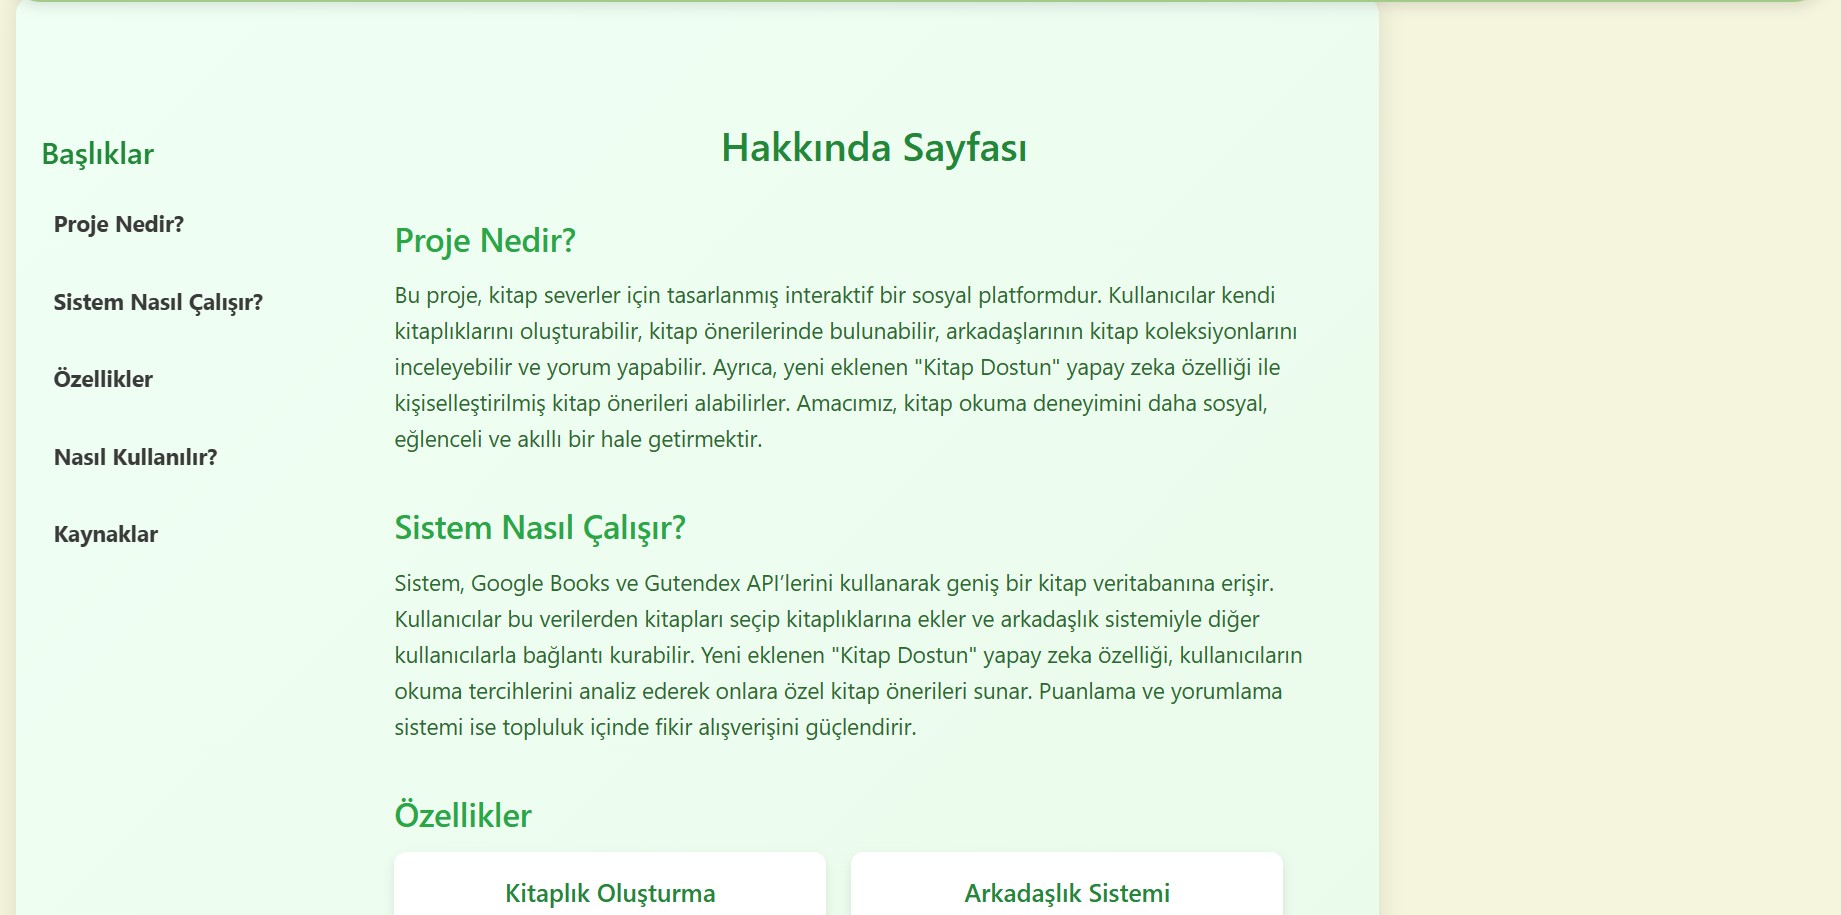 Başlıklar
Proje Nedir?
Sistem Nasıl Çalışır?
Özellikler
Nasıl Kullanılır?
Kaynaklar
Hakkında Sayfası
Proje Nedir?
Bu proje, kitap severler için tasarlanmış interaktif bir sosyal platformdur. Kullanıcılar kendi
kitaplıklarını oluşturabilir, kitap önerilerinde bulunabilir, arkadaşlarının kitap koleksiyonlarını
inceleyebilir ve yorum yapabilir. Ayrıca, yeni eklenen "Kitap Dostun" yapay zeka özelliği ile
kişiselleştirilmiş kitap önerileri alabilirler. Amacımız, kitap okuma deneyimini daha sosyal,
eğlenceli ve akıllı bir hale getirmektir.
Sistem Nasıl Çalışır?
Sistem, Google Books ve Gutendex API’lerini kullanarak geniş bir kitap veritabanına erişir.
Kullanıcılar bu verilerden kitapları seçip kitaplıklarına ekler ve arkadaşlık sistemiyle diğer
kullanıcılarla bağlantı kurabilir. Yeni eklenen "Kitap Dostun" yapay zeka özelliği, kullanıcıların
okuma tercihlerini analiz ederek onlara özel kitap önerileri sunar. Puanlama ve yorumlama
sistemi ise topluluk içinde fikir alışverişini güçlendirir.
Özellikler
Kitaplık Oluşturma
Arkadaşlık Sistemi